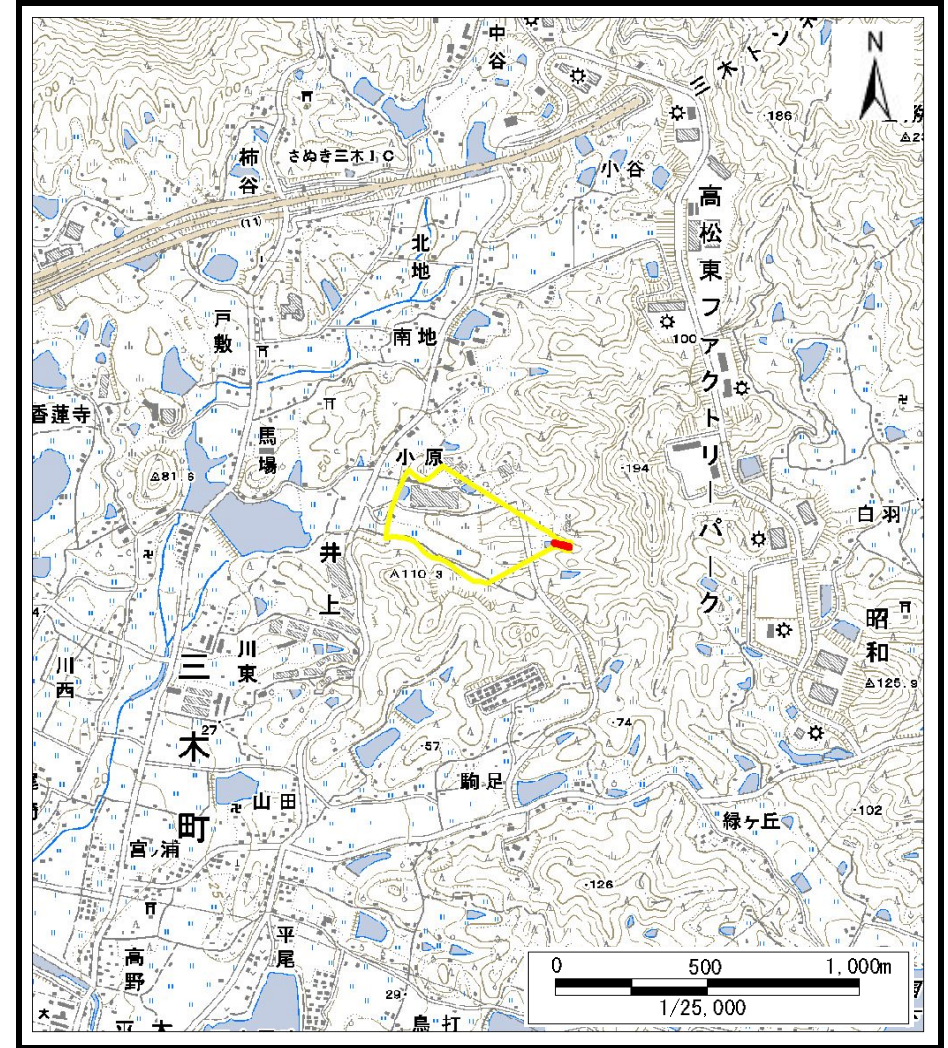 中谷
三木トン
N
186
柿谷
さぬき三木IC
小谷
(11)
高松東ファクトリーパーク
北地
戸敷
南地
100
香蓮寺
馬場
小原
81.6
194
白羽
井上
110.3
昭和
川西
川東
125.9
三木町
27
74
57
駒足
山田
102
緑ヶ丘
宮ノ浦
126
高野
平尾
29
鳥打
平木
大
0 500 1,000m
1/25,000